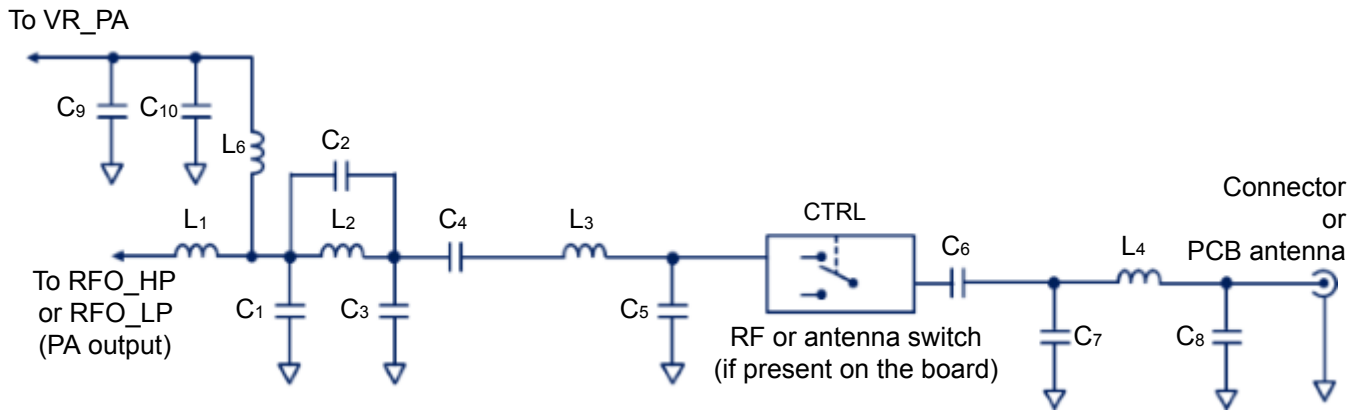 To VR_PA
C9
C10
L6
C2
L1
L2
C4
L3
CTRL
C6
L4
Connector
or
PCB antenna
To RFO_HP
or RFO_LP
(PA output)
C1
C3
C5
RF or antenna switch
(if present on the board)
C7
C8